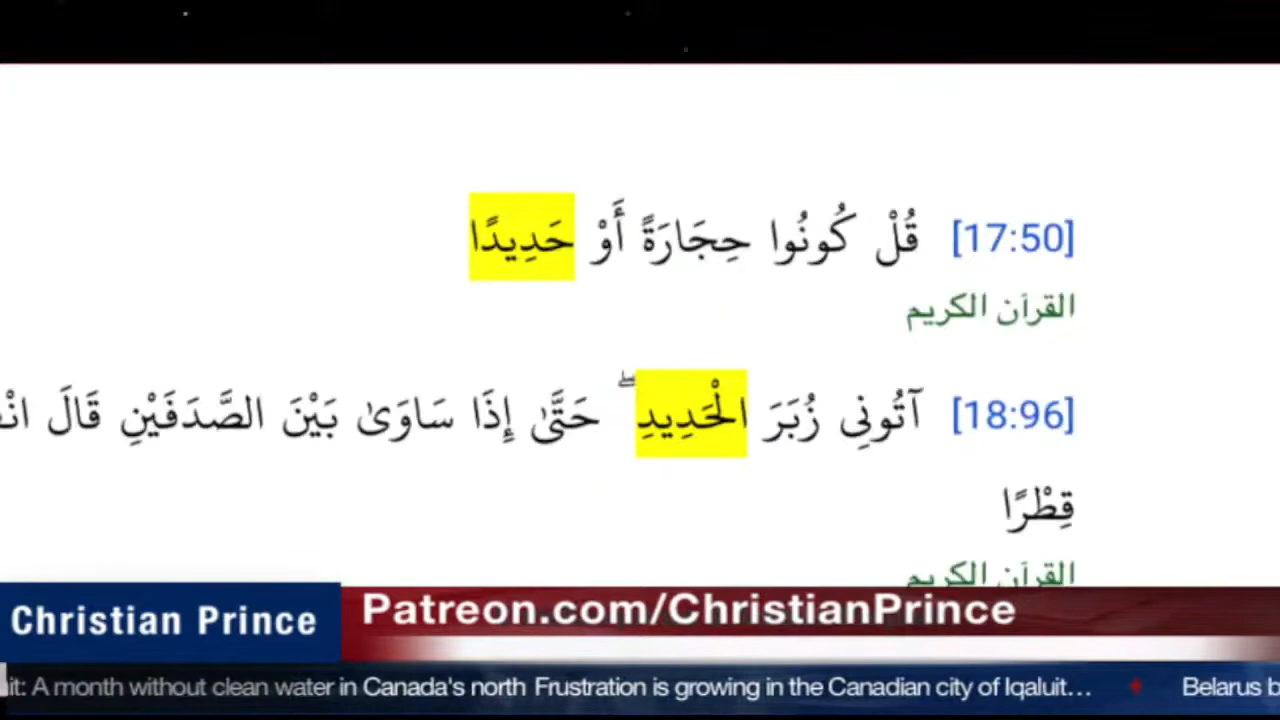 [17:50] قُلْ كُونُوا حِجَارَةً أَوْ حَدِيدًا
القرآن الكريم
[18:96] آتُونِي زُبَرَ الْحَدِيدِ ۖ حَتَّىٰ إِذَا سَاوَىٰ بَيْنَ الصَّدَفَيْنِ قَالَ
قِطْرًا
القرآن الكريم
Christian Prince
Patreon.com/ChristianPrince
it: A month without clean water in Canada's north Frustration is growing in the Canadian city of Iqaluit… Belarus b